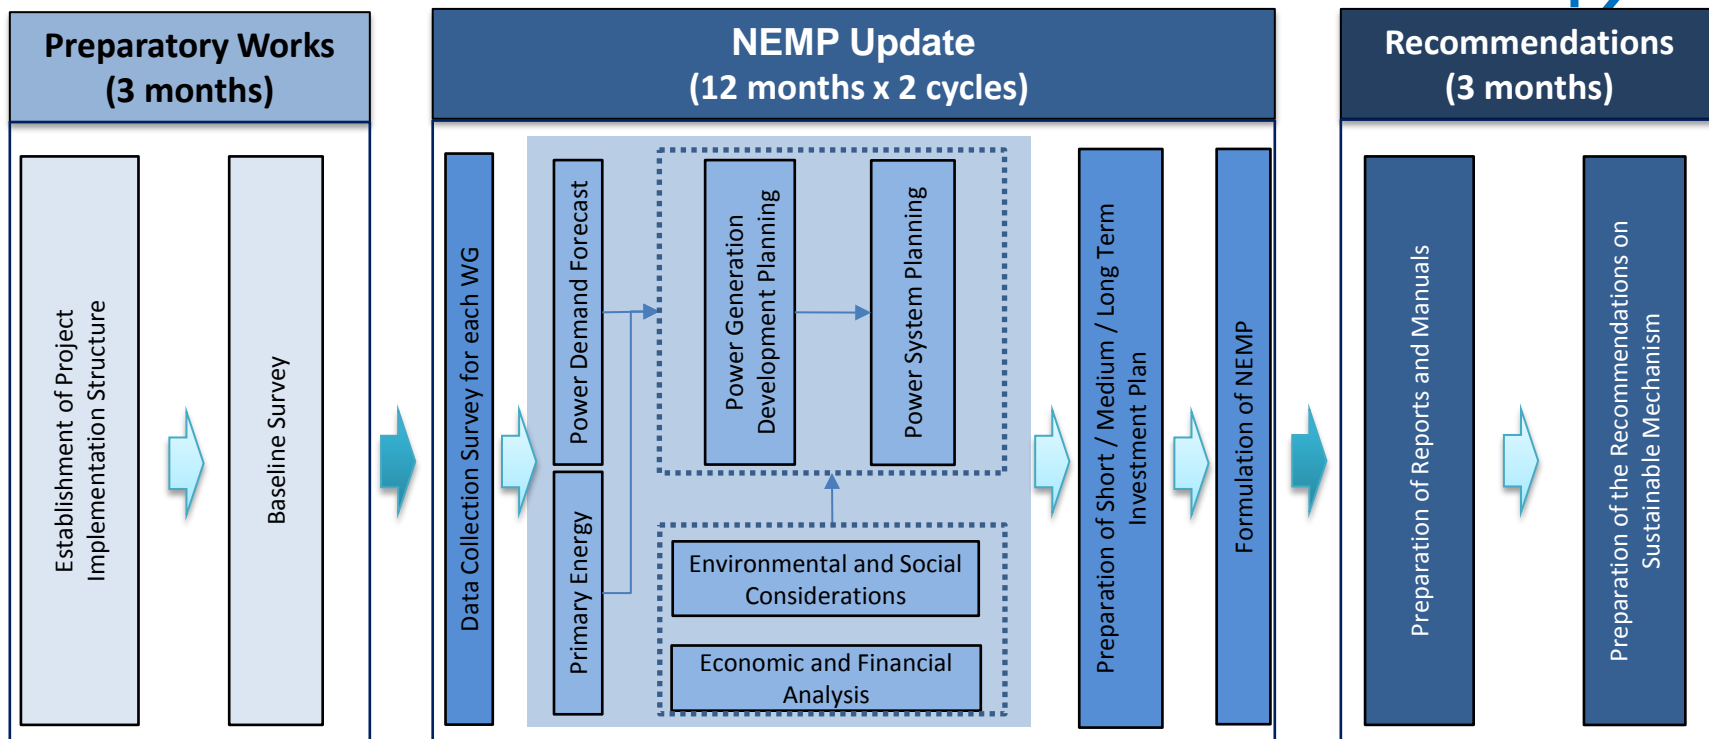 Preparatory Works
(3 months)
NEMP Update
(12 months x 2 cycles)
Recommendations
(3 months)
Establishment of Project
Implementation Structure
Baseline Survey
Data Collection Survey for each WG
Power Demand Forecast
Primary Energy
Power Generation
Development Planning
Power System Planning
Environmental and Social
Considerations
Economic and Financial
Analysis
Preparation of Short / Medium / Long Term
Investment Plan
Formulation of NEMP
Preparation of Reports and Manuals
Preparation of the Recommendations on
Sustainable Mechanism